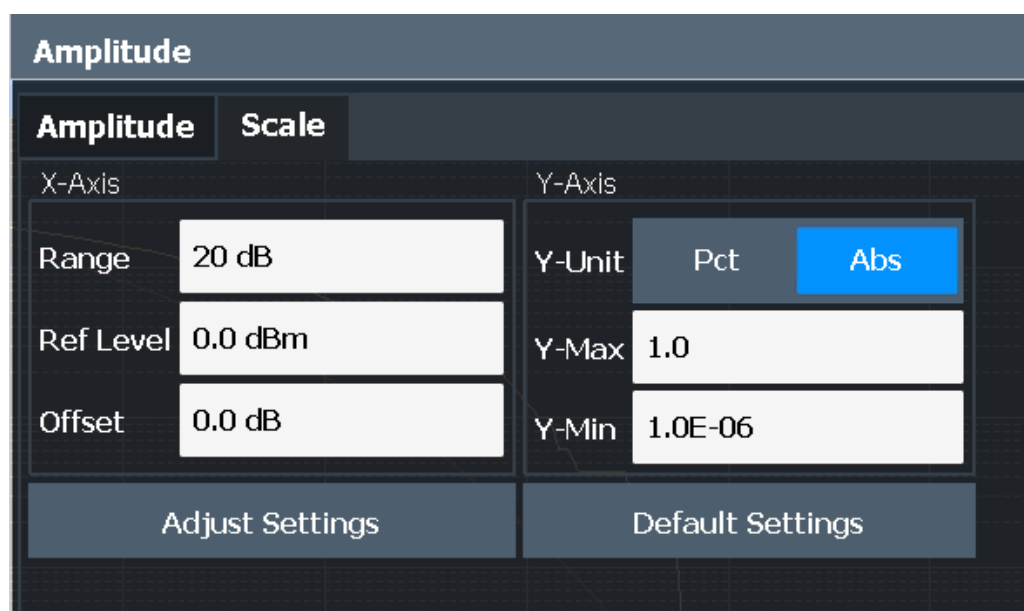 Amplitude
Amplitude Scale
X-Axis
Range 20 dB
Ref Level 0.0 dBm
Offset 0.0 dB
Adjust Settings
Y-Axis
Y-Unit Pct Abs
Y-Max 1.0
Y-Min 1.0E-06
Default Settings